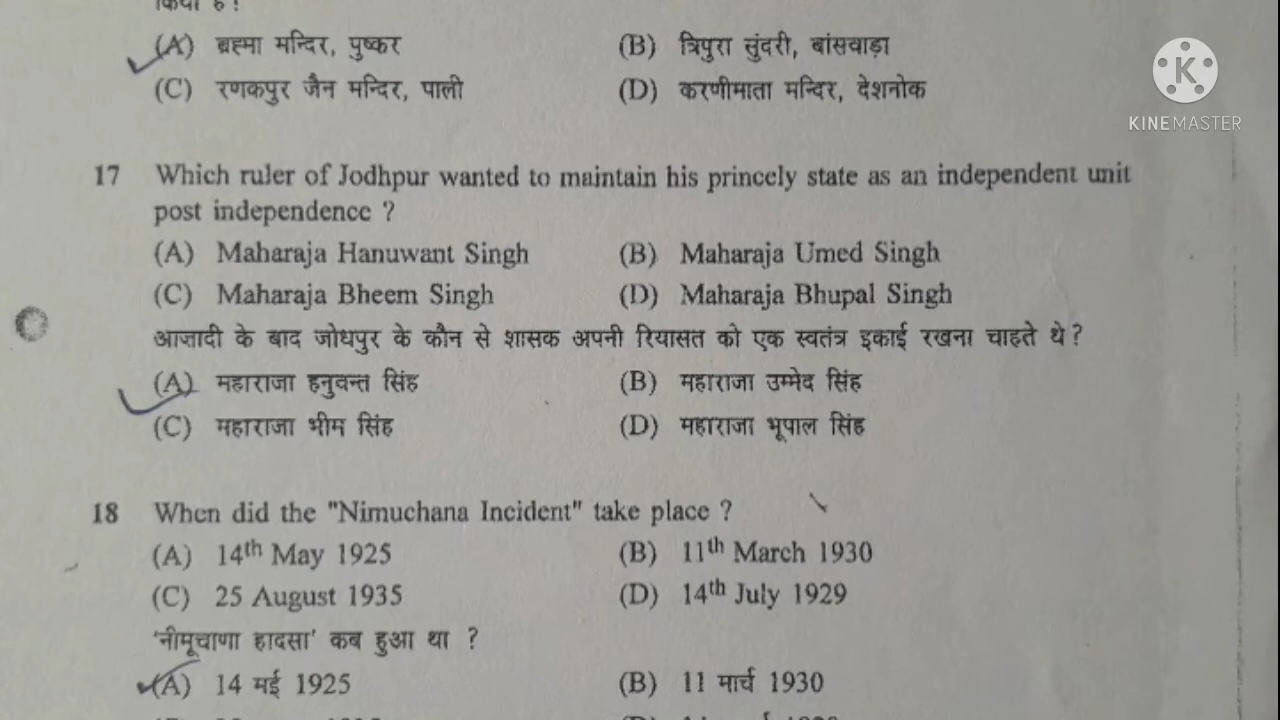 किया है !
(A) ब्रह्मा मन्दिर, पुष्कर (B) त्रिपुरा सुंदरी, बांसवाड़ा
(C) रणकपुर जैन मन्दिर, पाली (D) करणीमाता मन्दिर, देशनोक
KINEMASTER
17 Which ruler of Jodhpur wanted to maintain his princely state as an independent unit
post independence ?
(A) Maharaja Hanuwant Singh (B) Maharaja Umed Singh
(C) Maharaja Bheem Singh (D) Maharaja Bhupal Singh
आजादी के बाद जोधपुर के कौन से शासक अपनी रियासत को एक स्वतंत्र इकाई रखना चाहते थे ?
(A) महाराजा हनुवन्त सिंह (B) महाराजा उम्मेद सिंह
(C) महाराजा भीम सिंह (D) महाराजा भूपाल सिंह
18 When did the "Nimuchana Incident" take place ?
(A) 14th May 1925 (B) 11th March 1930
(C) 25 August 1935 (D) 14th July 1929
'नीमूचाणा हादसा' कब हुआ था ?
(A) 14 मई 1925 (B) 11 मार्च 1930